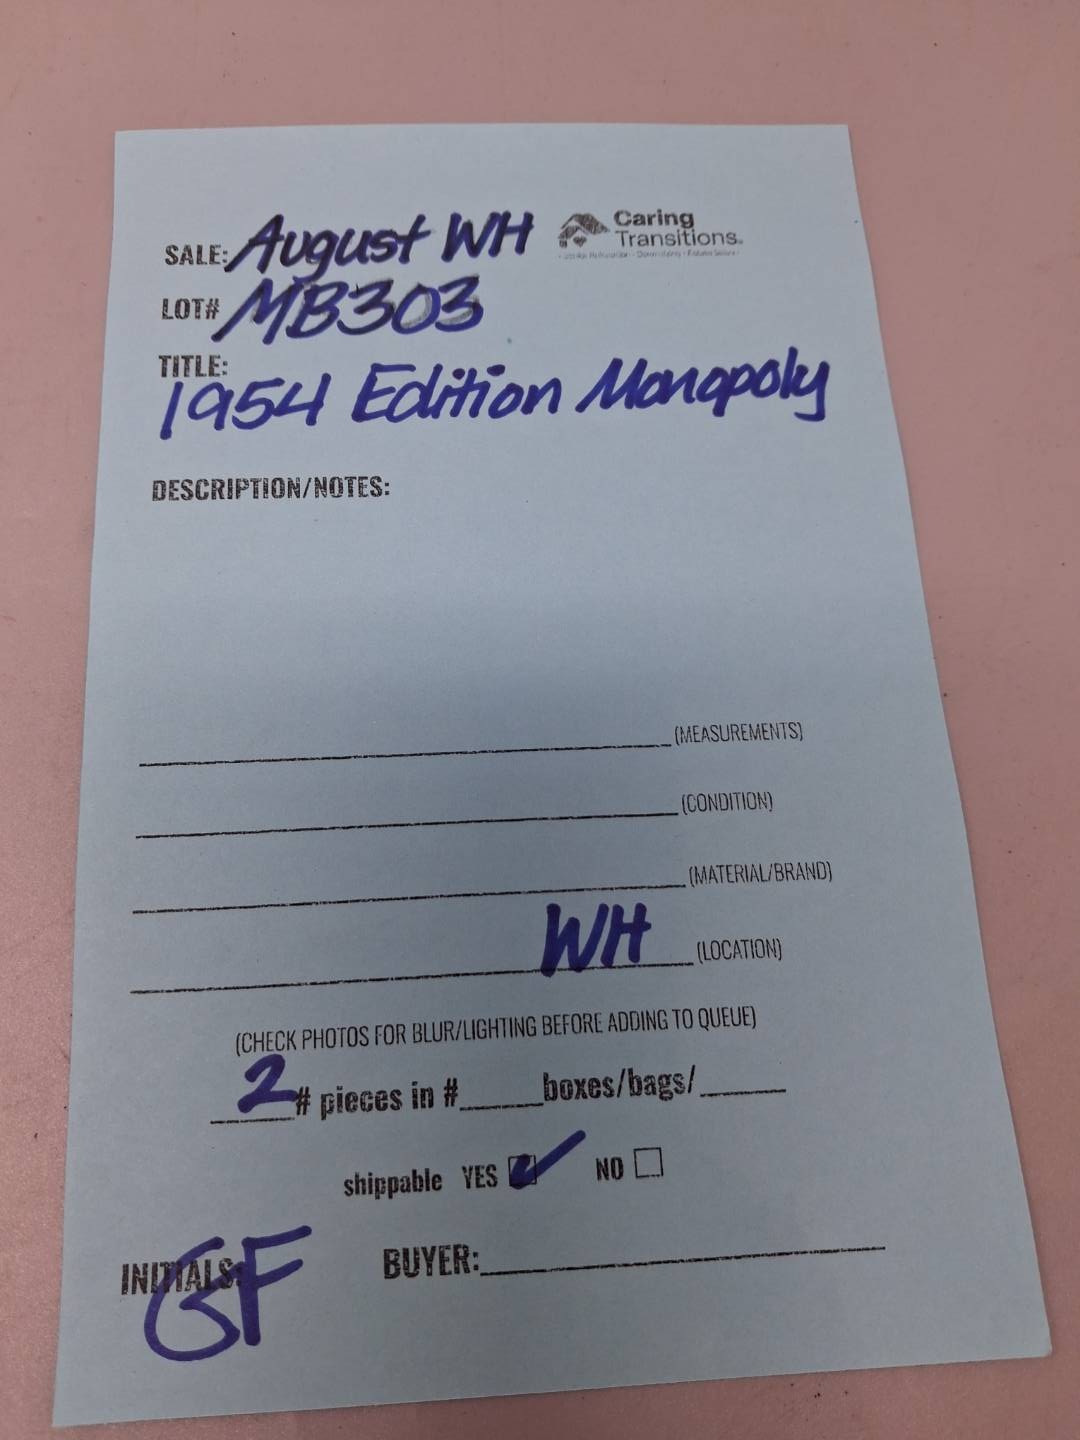 SALE: August WH
Caring
Transitions.
LOT# MB303
TITLE:
1954 Edition Monopoly
DESCRIPTION/NOTES:
(MEASUREMENTS)
(CONDITION)
(MATERIAL/BRAND)
WH (LOCATION)
(CHECK PHOTOS FOR BLUR/LIGHTING BEFORE ADDING TO QUEUE)
2 # pieces in #______boxes/bags/______
shippable YES NO
INITIALS: GF BUYER: